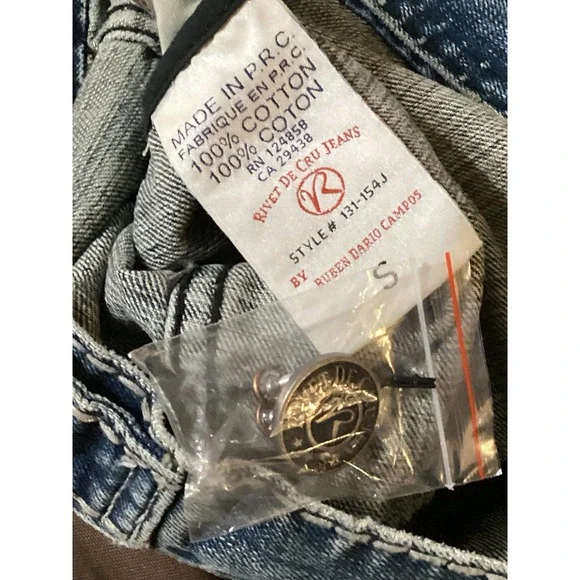 MADE IN P.R.C.
FABRIQUE EN P.R.C.
100% COTTON
100% COTON
RN 124858
CA 29438
RIVET DE CRU JEANS
R
STYLE # 131-154J
BY RUBEN DARIO CAMPOS
S